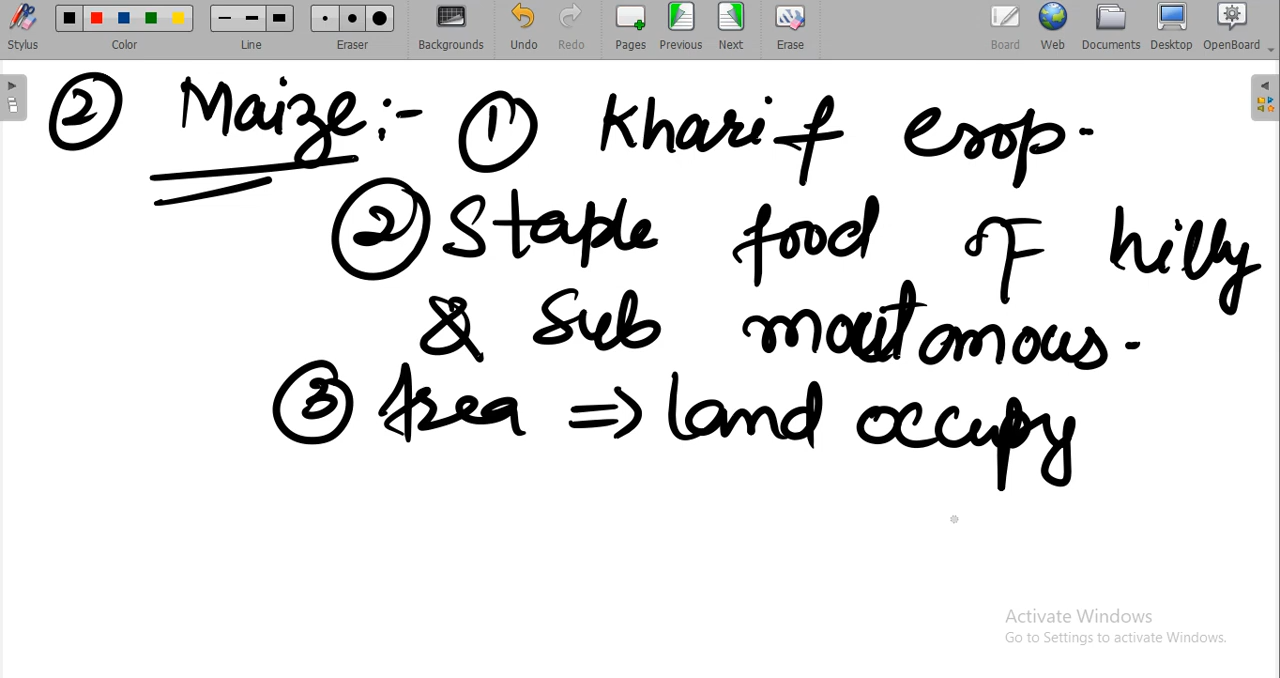 Stylus Color Line Eraser Backgrounds Undo Redo Pages Previous Next Erase Board Web Documents Desktop OpenBoard
② Maize :- ① Kharif crop.
② Staple food of hilly
& Sub moutomous.
③ Area => land occupy
Activate Windows
Go to Settings to activate Windows.